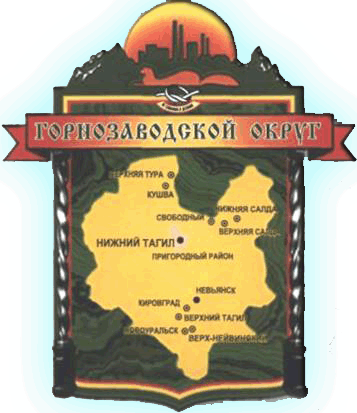 ГОРНОЗАВОДСКОЙ ОКРУГ
ВЕРХНЯЯ ТУРА
КУШВА
НИЖНЯЯ САЛДА
СВОБОДНЫЙ
ВЕРХНЯЯ САЛДА
НИЖНИЙ ТАГИЛ
ПРИГОРОДНЫЙ РАЙОН
НЕВЬЯНСК
КИРОВГРАД
ВЕРХНИЙ ТАГИЛ
НОВОУРАЛЬСК
ВЕРХ-НЕЙВИНСКИЙ